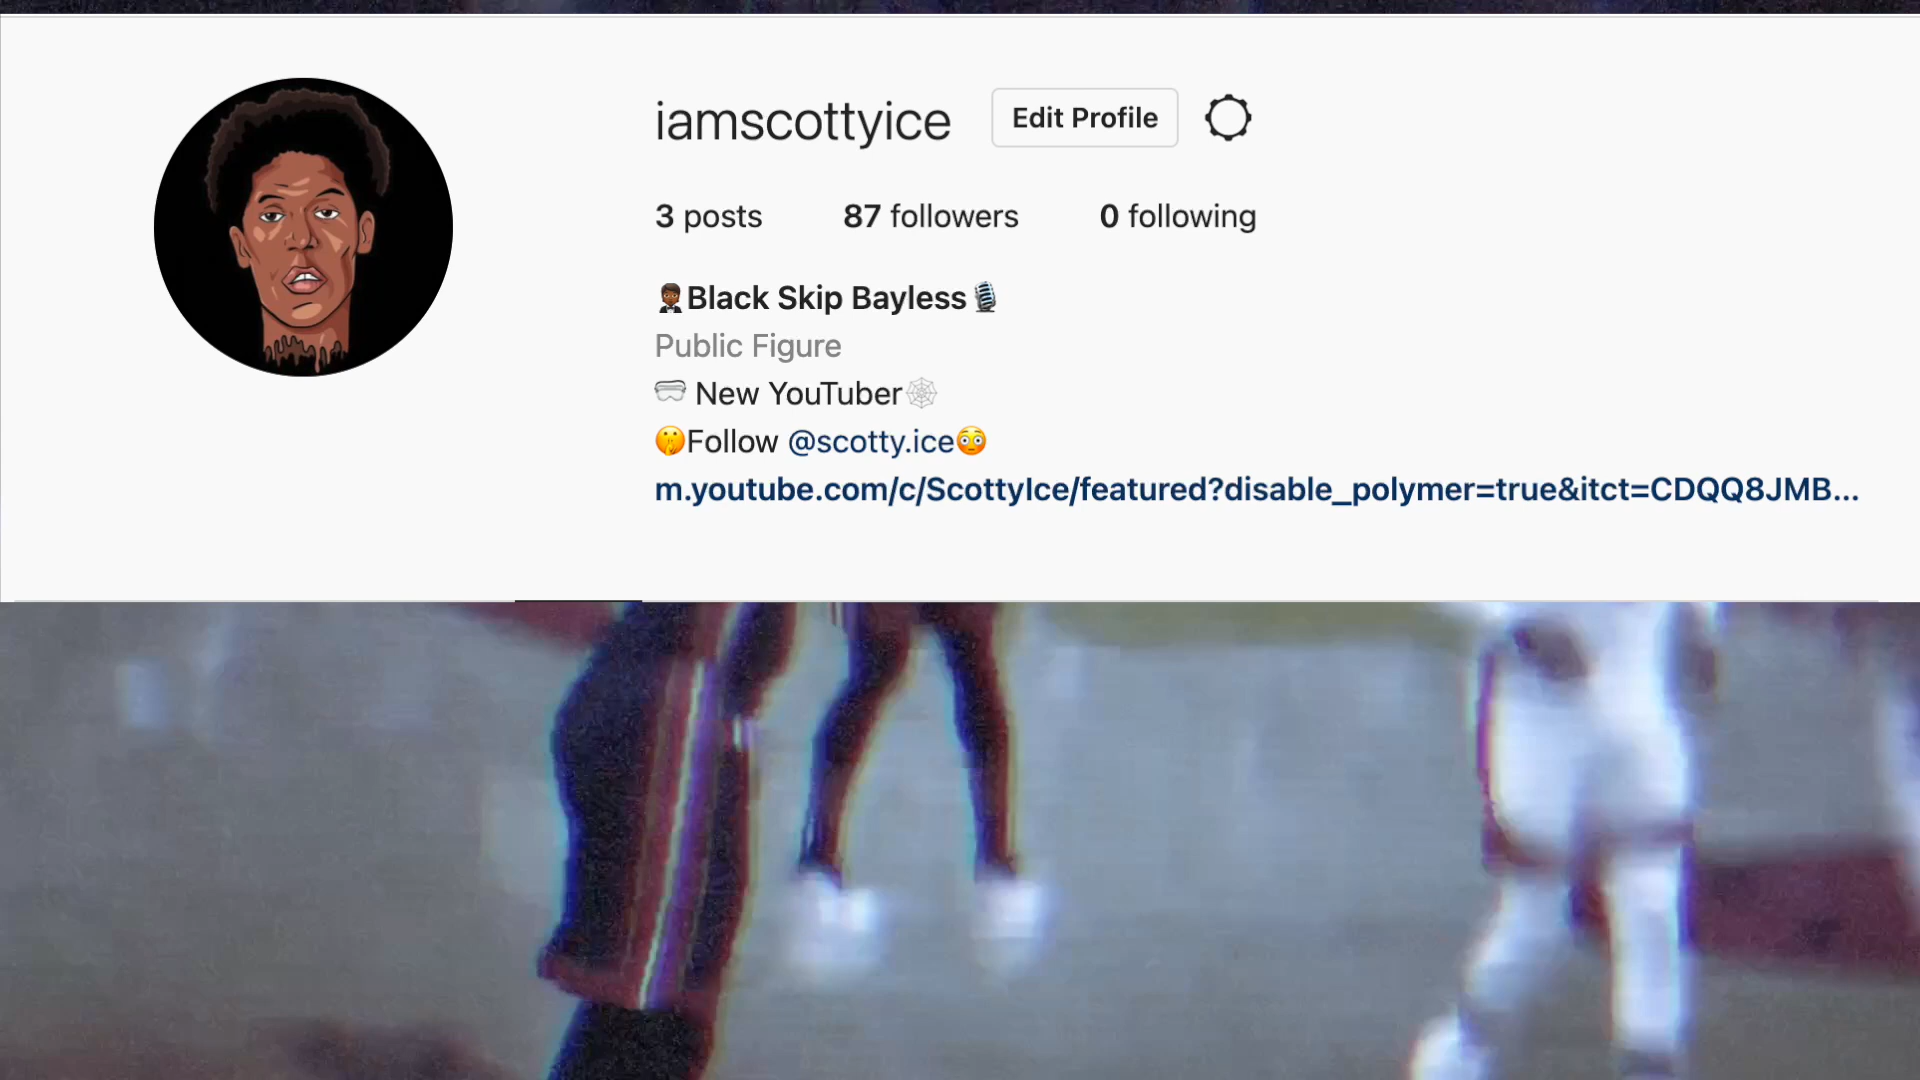 iamscottyice Edit Profile
3 posts 87 followers 0 following
🤵🏾Black Skip Bayless🎙
Public Figure
🥽 New YouTuber🕸
🤫Follow @scotty.ice😳
m.youtube.com/c/ScottyIce/featured?disable_polymer=true&itct=CDQQ8JMB...